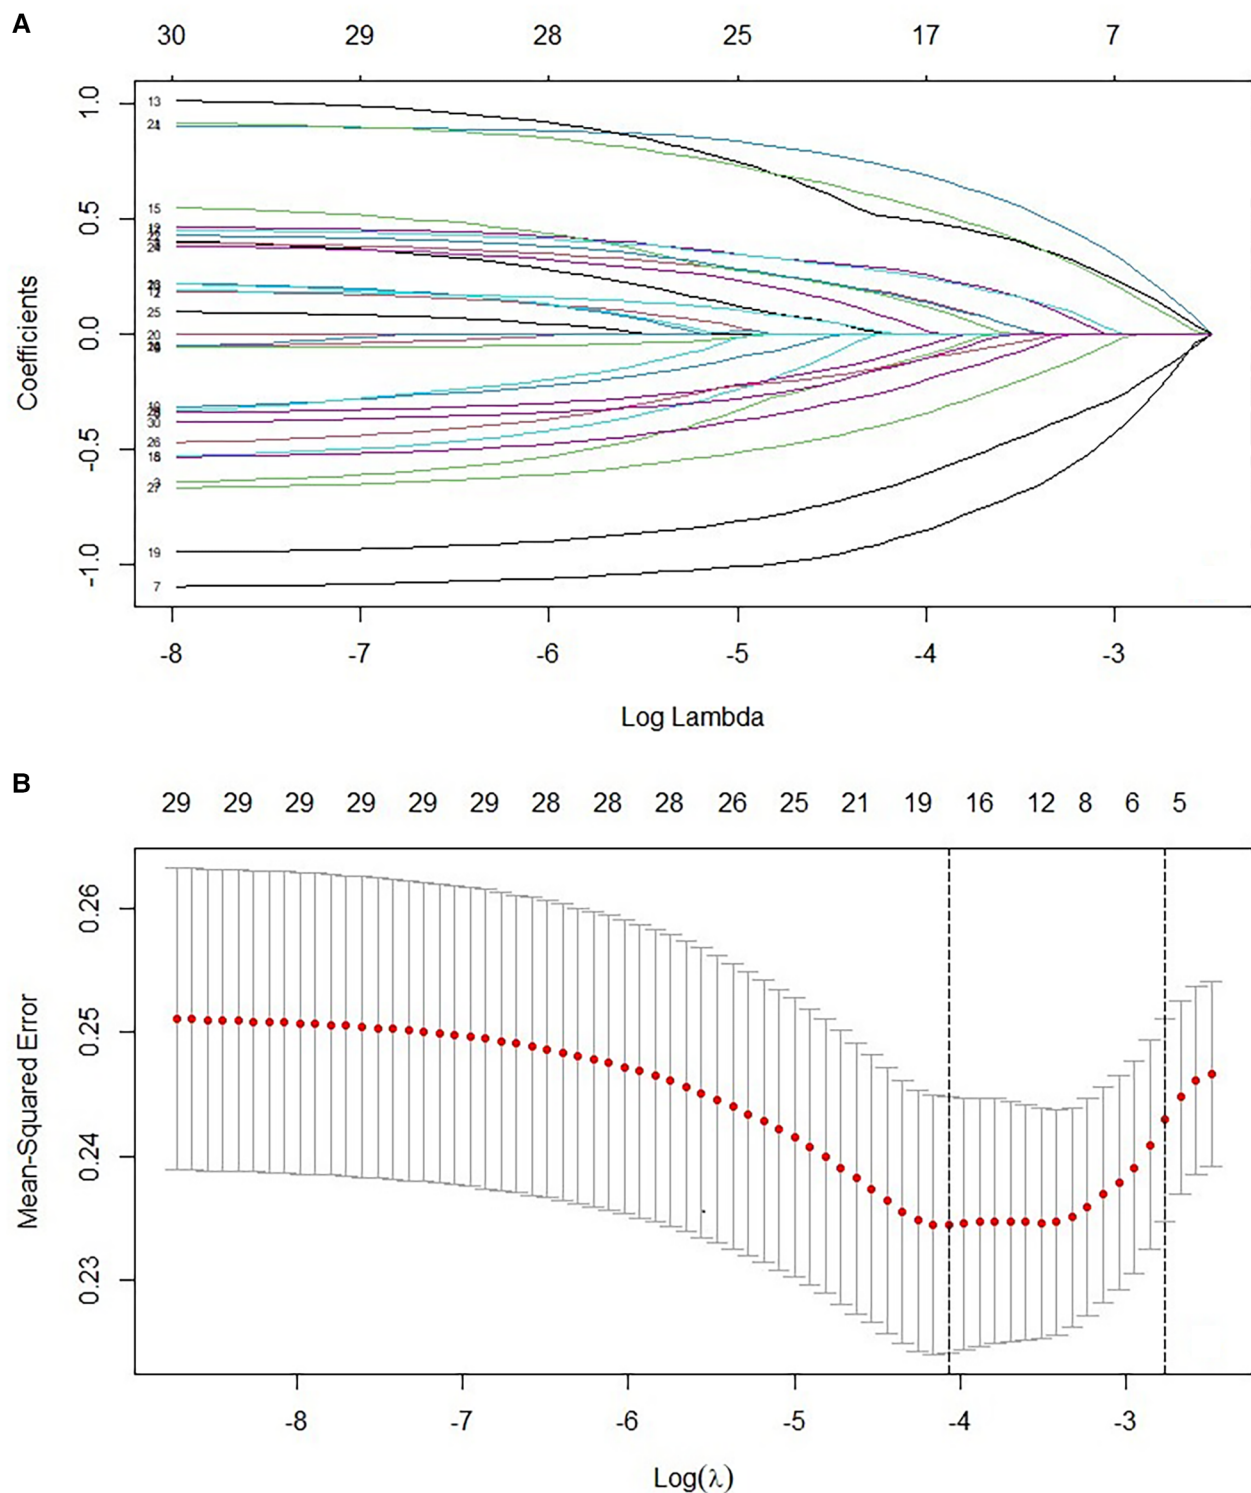 A
30 29 28 25 17 7
1.0
0.5
0.0
-0.5
-1.0
Coefficients
13
15
25
20
30
26
27
19
7
-8 -7 -6 -5 -4 -3
Log Lambda
B
29 29 29 29 29 29 28 28 28 26 25 21 19 16 12 8 6 5
0.26
0.25
0.24
0.23
Mean-Squared Error
-8 -7 -6 -5 -4 -3
Log(λ)